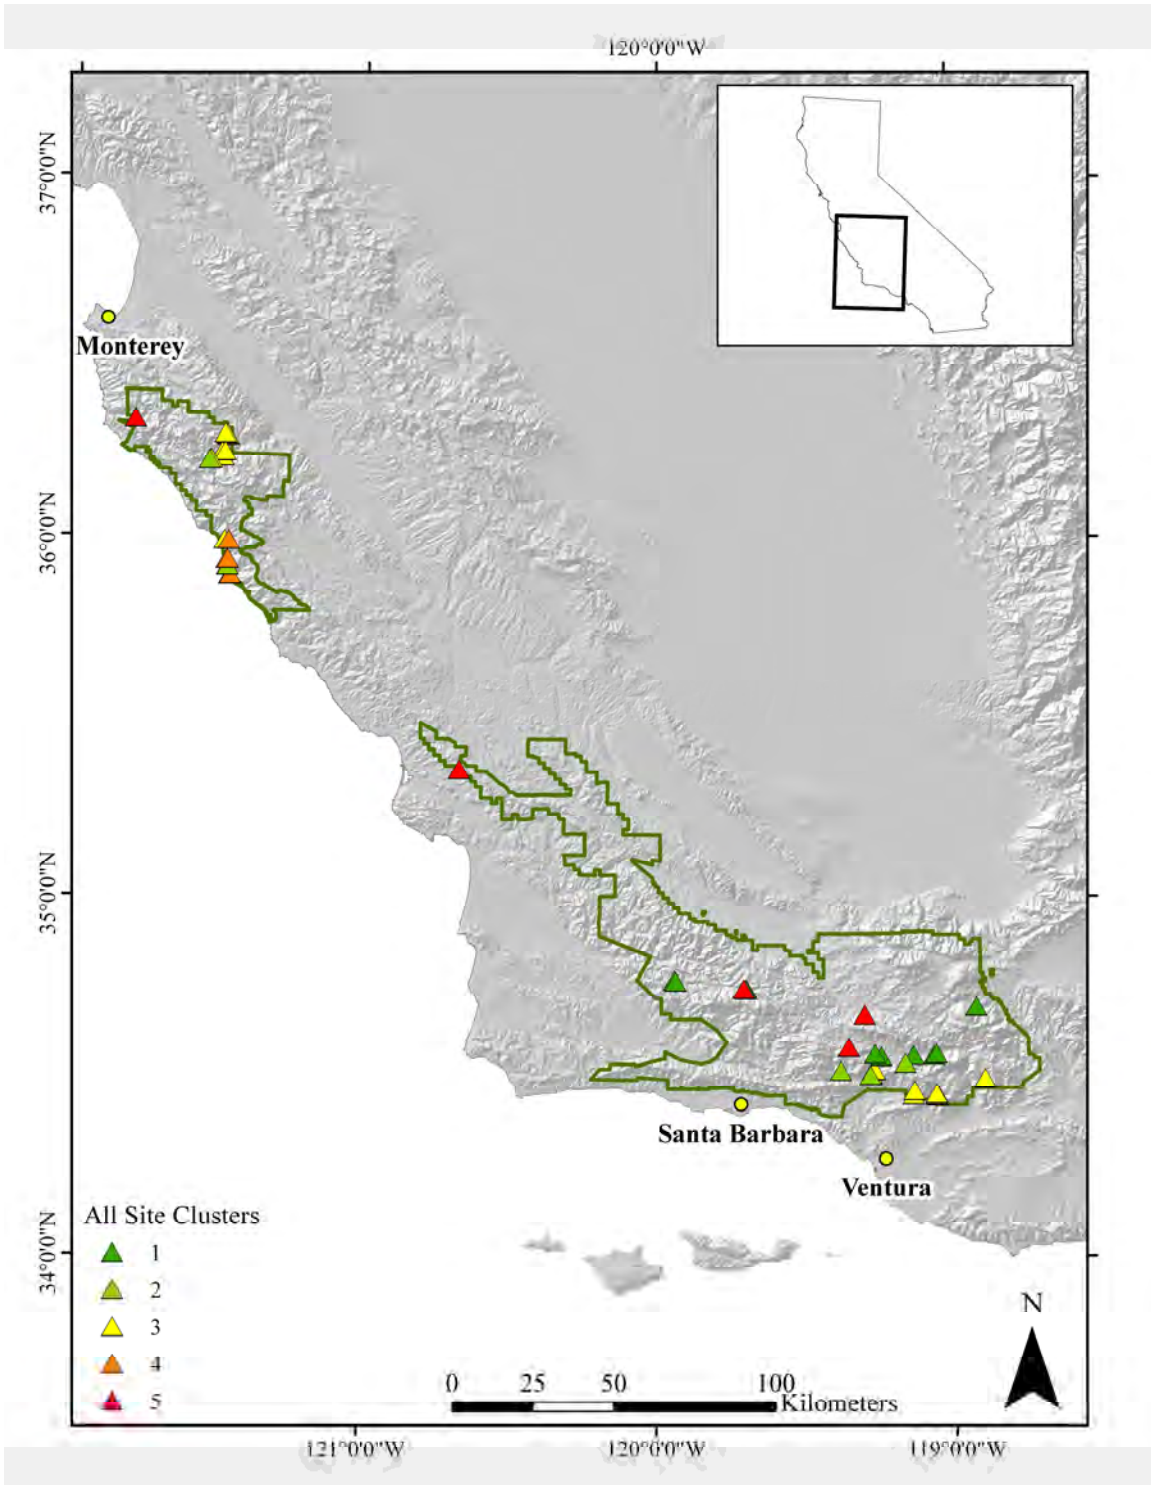 120°0'0"W
37°0'0"N
Monterey
36°0'0"N
35°0'0"N
Santa Barbara
Ventura
34°0'0"N
All Site Clusters
1
2
3
4
5
N
0 25 50 100
Kilometers
121°0'0"W 120°0'0"W 119°0'0"W